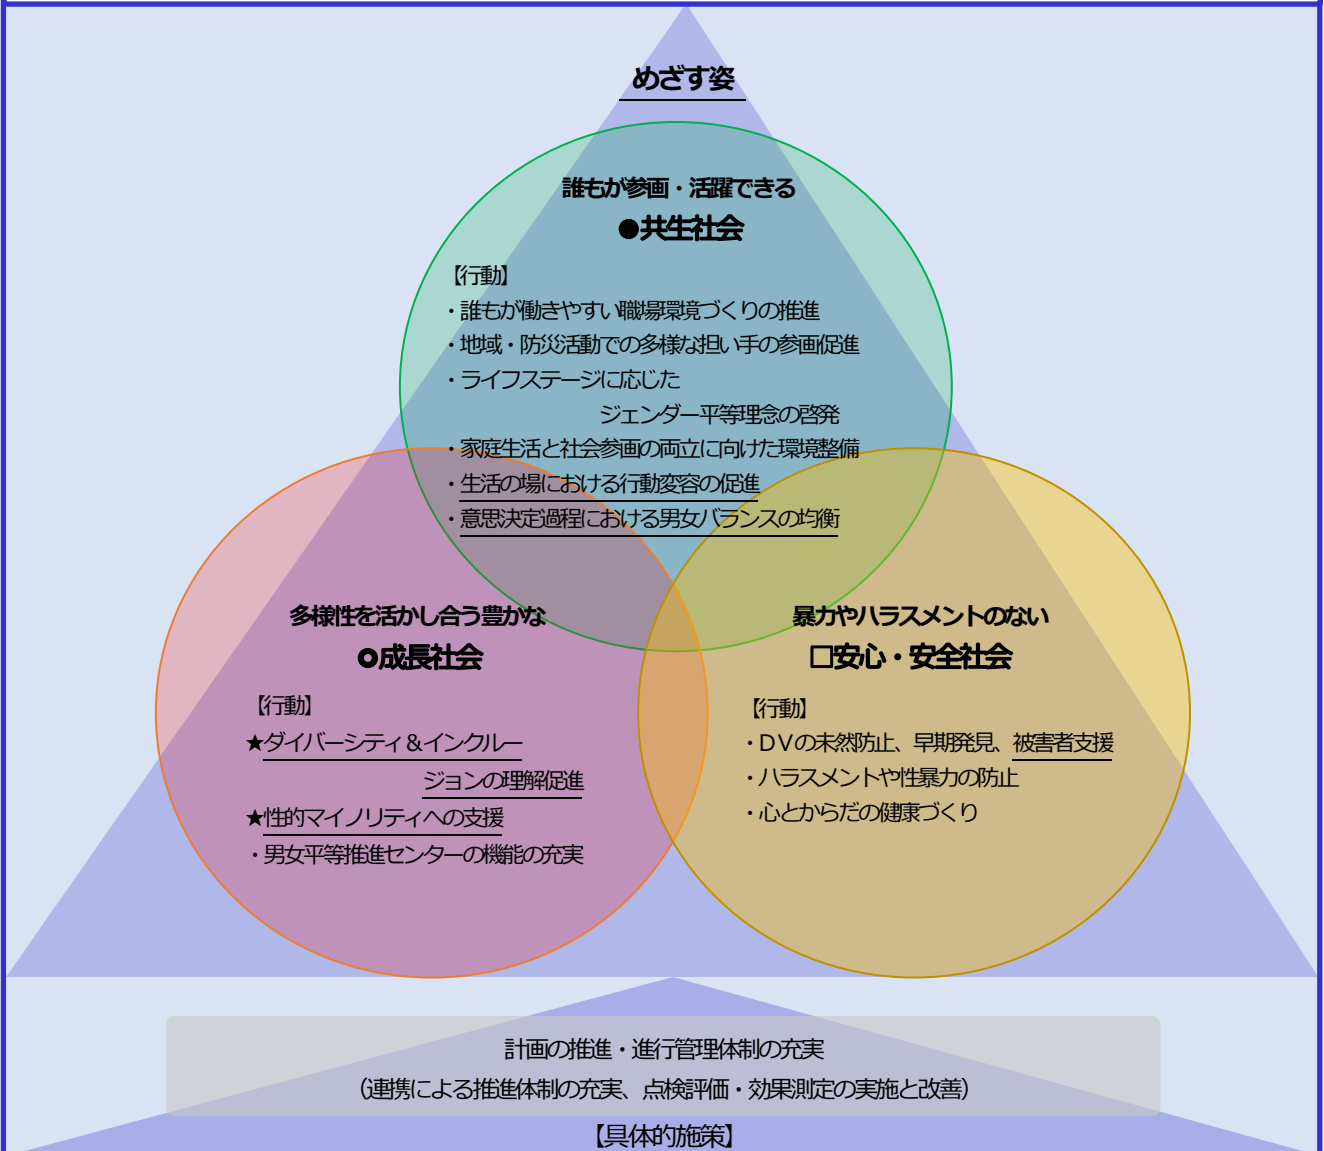 めざす姿
誰もが参画・活躍できる
●共生社会
【行動】
・誰もが働きやすい職場環境づくりの推進
・地域・防災活動での多様な担い手の参画促進
・ライフステージに応じた
ジェンダー平等理念の啓発
・家庭生活と社会参画の両立に向けた環境整備
・生活の場における行動変容の促進
・意思決定過程における男女バランスの均衡
多様性を活かし合う豊かな
◎成長社会
【行動】
★ダイバーシティ＆インクルー
ジョンの理解促進
★性的マイノリティへの支援
・男女平等推進センターの機能の充実
暴力やハラスメントのない
□安心・安全社会
【行動】
・ＤＶの未然防止、早期発見、被害者支援
・ハラスメントや性暴力の防止
・心とからだの健康づくり
計画の推進・進行管理体制の充実
（連携による推進体制の充実、点検評価・効果測定の実施と改善）
【具体的施策】